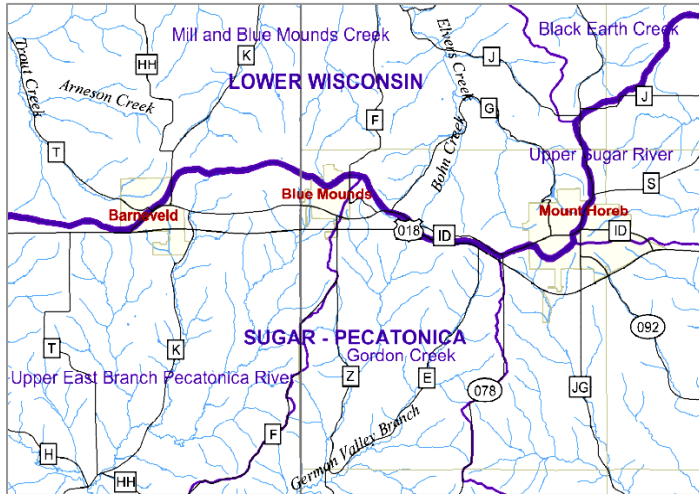 Mill and Blue Mounds Creek
Black Earth Creek
Elvers Creek
Trout Creek
HH
K
J
LOWER WISCONSIN
Arneson Creek
J
G
F
T
Bohn Creek
Upper Sugar River
S
Blue Mounds
Barneveld
Mount Horeb
018
ID
ID
092
SUGAR - PECATONICA
Gordon Creek
T
K
Upper East Branch Pecatonica River
Z
E
078
JG
German Valley Branch
F
H
HH